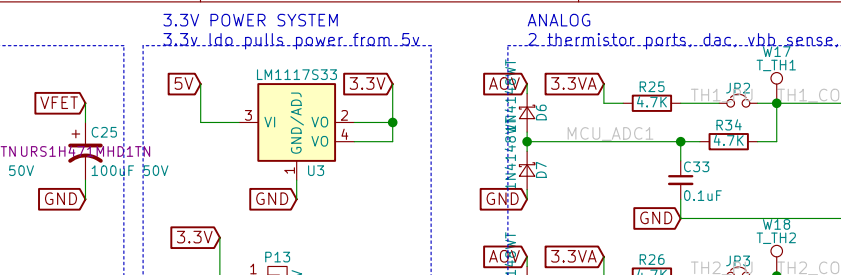 3.3V POWER SYSTEM
3.3v ldo pulls power from 5v
ANALOG
2 thermistor ports, dac, vbb sense,
VFET
+
C25
50V
100uF 50V
GND
5V
LM1117S33
3.3V
3
VI
GND/ADJ
VO
2
VO
4
1
U3
GND
3.3V
P13
1
3.3VA
R25
4.7K
JP2
W17
T_TH1
D6
MCU_ADC1
R34
4.7K
D7
GND
C33
0.1uF
GND
W18
T_TH2
3.3VA
R26
JP3